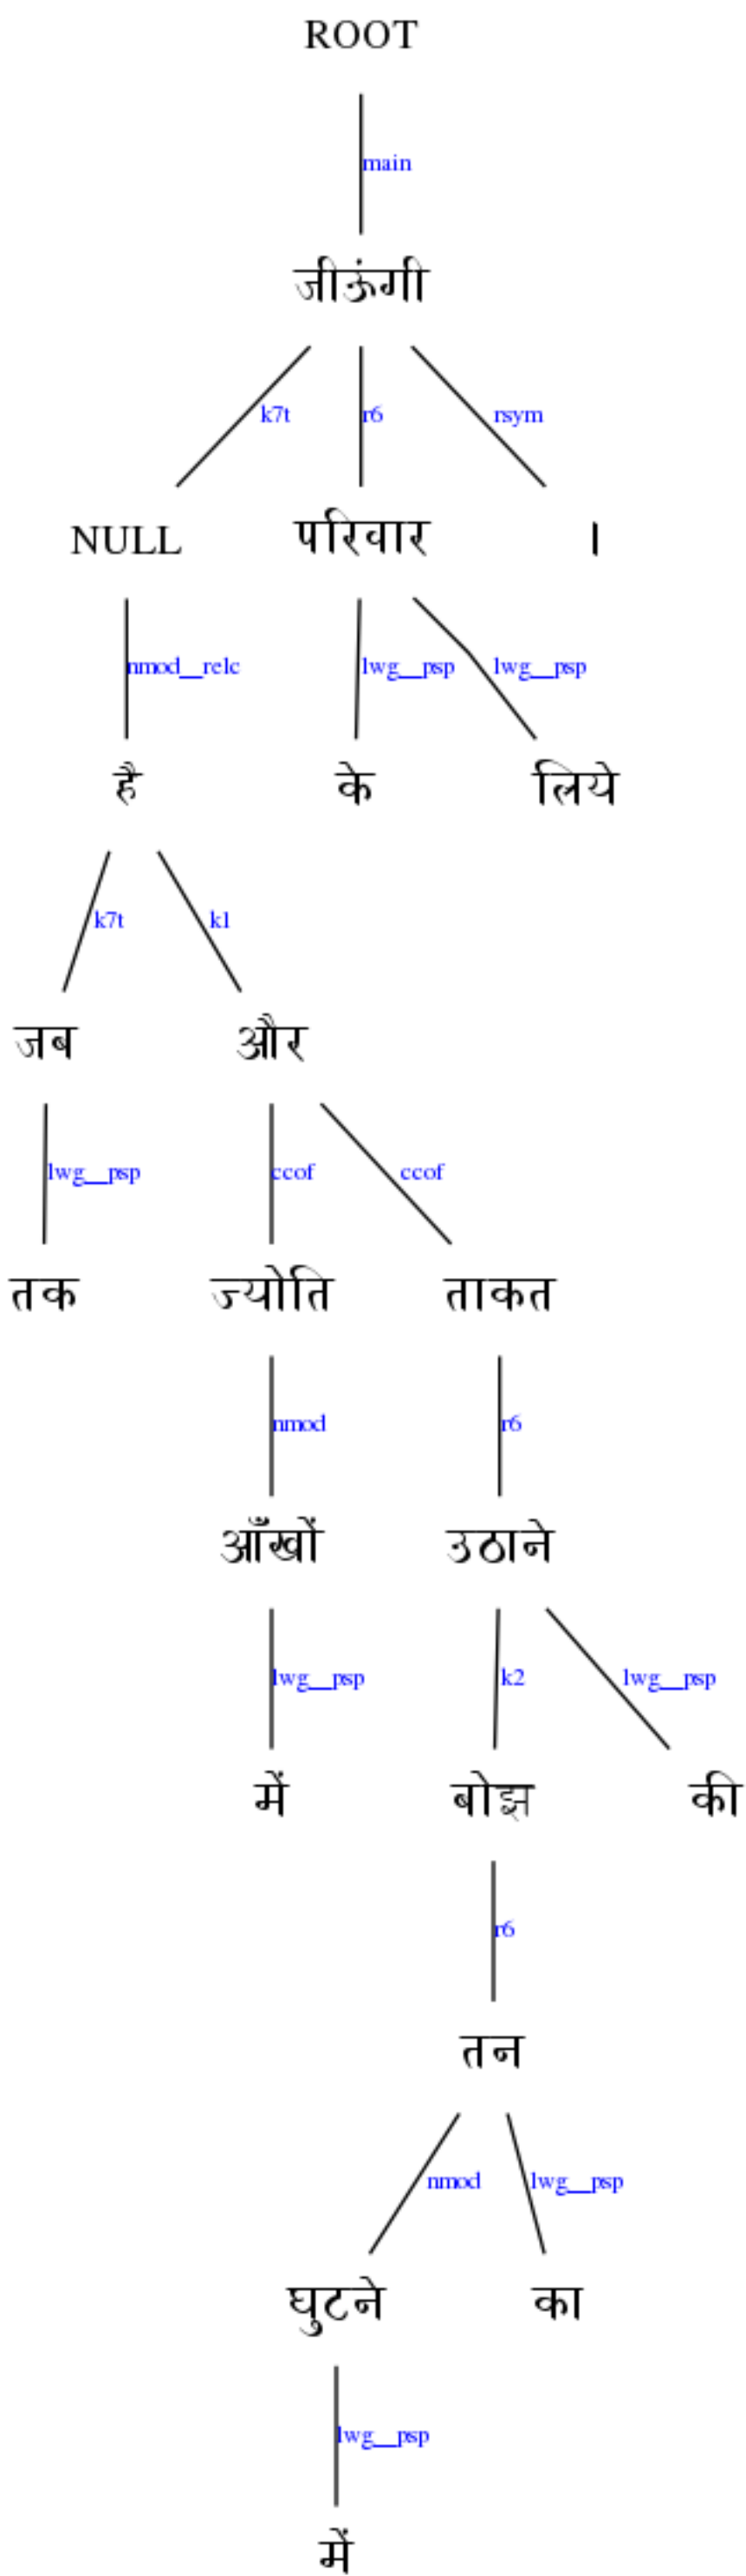 ROOT
main
जीऊंगी
k7t r6 rsym
NULL परिवार ।
nmod__relc lwg__psp lwg__psp
है के लिये
k7t k1
जब और
lwg__psp ccof ccof
तक ज्योति ताकत
nmod r6
आँखों उठाने
lwg__psp k2 lwg__psp
में बोझ की
r6
तन
nmod lwg__psp
घुटने का
lwg__psp
में